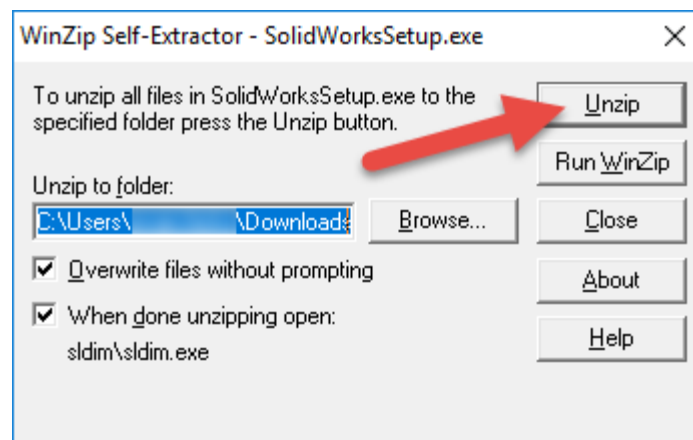 WinZip Self-Extractor - SolidWorksSetup.exe
To unzip all files in SolidWorksSetup.exe to the
specified folder press the Unzip button.
Unzip
Run WinZip
Unzip to folder:
C:\Users\ \Downloads
Browse...
Close
Overwrite files without prompting
About
When done unzipping open:
sldim\sldim.exe
Help